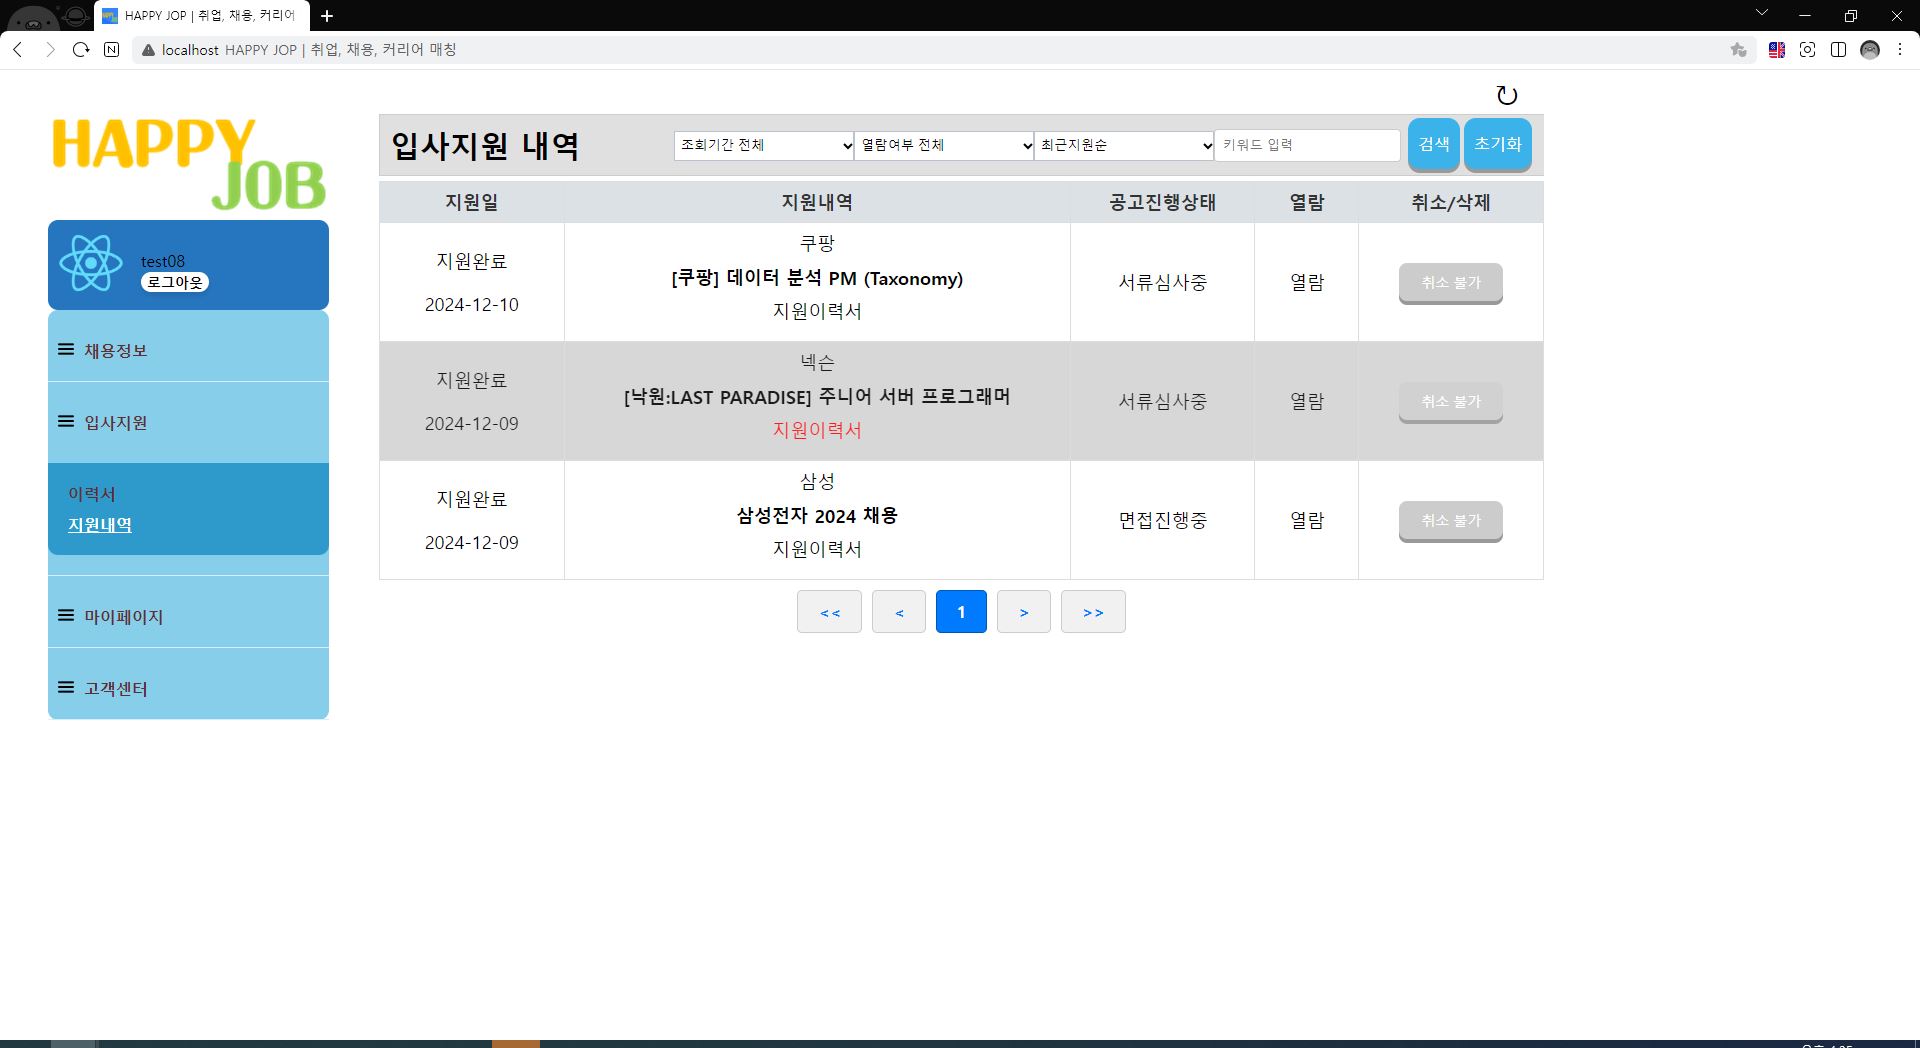 HAPPY JOP | 취업, 채용, 커리어
localhost HAPPY JOP | 취업, 채용, 커리어 매칭
HAPPY
JOB
test08
로그아웃
채용정보
입사지원
이력서
지원내역
마이페이지
고객센터
입사지원 내역 조회기간 전체 열람여부 전체 최근지원순 키워드 입력 검색 초기화
지원일 지원내역 공고진행상태 열람 취소/삭제
지원완료
2024-12-10
쿠팡
[쿠팡] 데이터 분석 PM (Taxonomy)
지원이력서
서류심사중
열람
취소 불가
지원완료
2024-12-09
넥슨
[낙원:LAST PARADISE] 주니어 서버 프로그래머
지원이력서
서류심사중
열람
취소 불가
지원완료
2024-12-09
삼성
삼성전자 2024 채용
지원이력서
면접진행중
열람
취소 불가
<< < 1 > >>